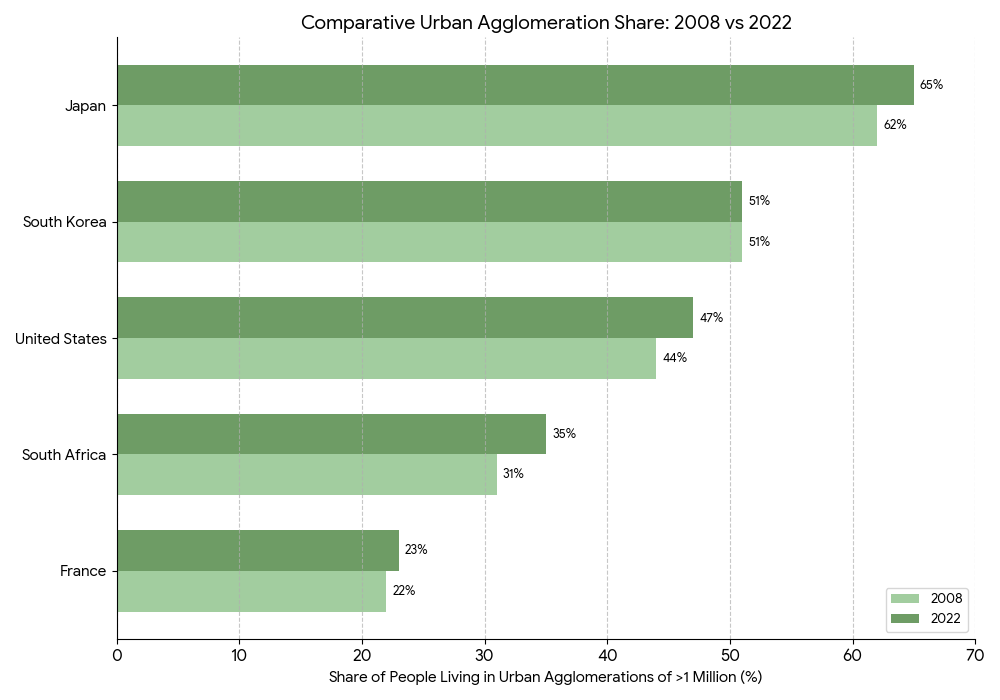 Comparative Urban Agglomeration Share: 2008 vs 2022
Japan
65%
62%
South Korea
51%
51%
United States
47%
44%
South Africa
35%
31%
France
23%
22%
2008
2022
0 10 20 30 40 50 60 70
Share of People Living in Urban Agglomerations of >1 Million (%)